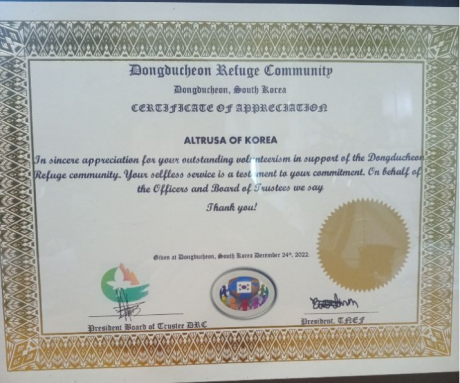 Dongducheon Refuge Community
Dongducheon, South Korea
CERTIFICATE OF APPRECIATION
ALTRUSA OF KOREA
In sincere appreciation for your outstanding volunteerism in support of the Dongducheon
Refuge community. Your selfless service is a testament to your commitment. On behalf of
the Officers and Board of Trustees we say
Thank you!
Given at Dongducheon, South Korea December 24th, 2022.
President Board of Trustee DRC
President, TNEF